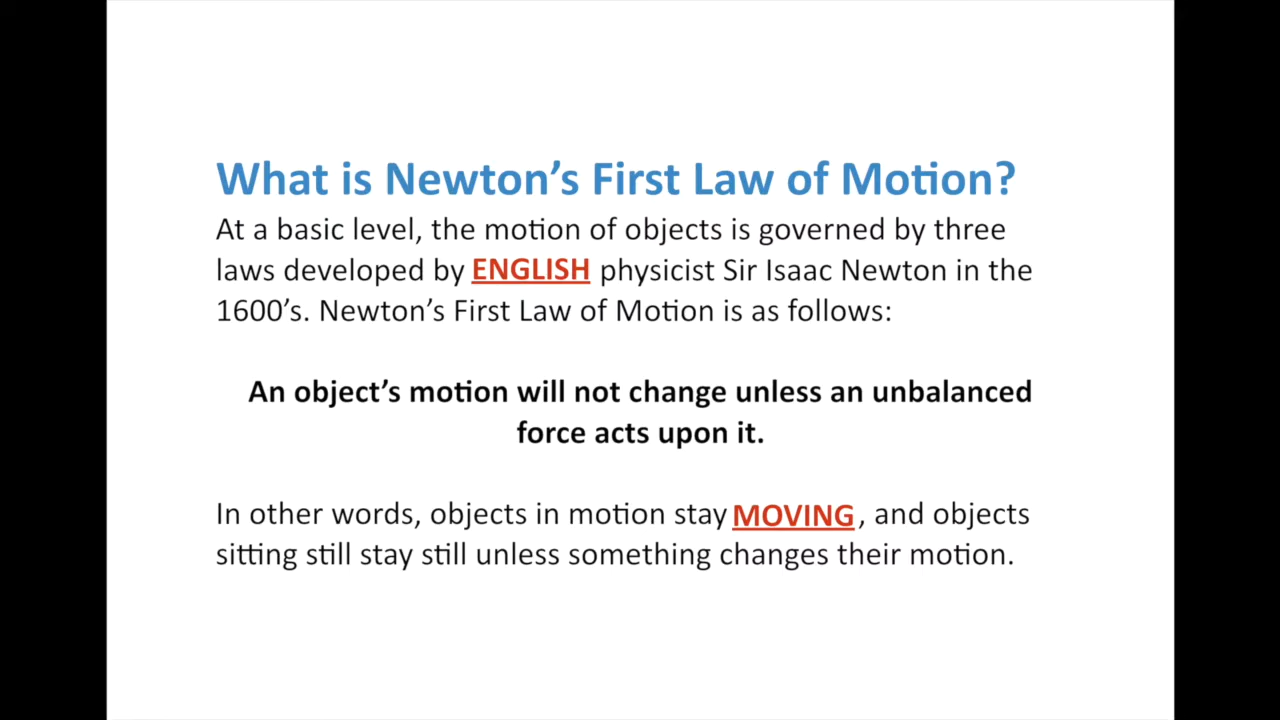 What is Newton’s First Law of Motion?
At a basic level, the motion of objects is governed by three
laws developed by ENGLISH physicist Sir Isaac Newton in the
1600’s. Newton’s First Law of Motion is as follows:
An object’s motion will not change unless an unbalanced
force acts upon it.
In other words, objects in motion stay MOVING, and objects
sitting still stay still unless something changes their motion.